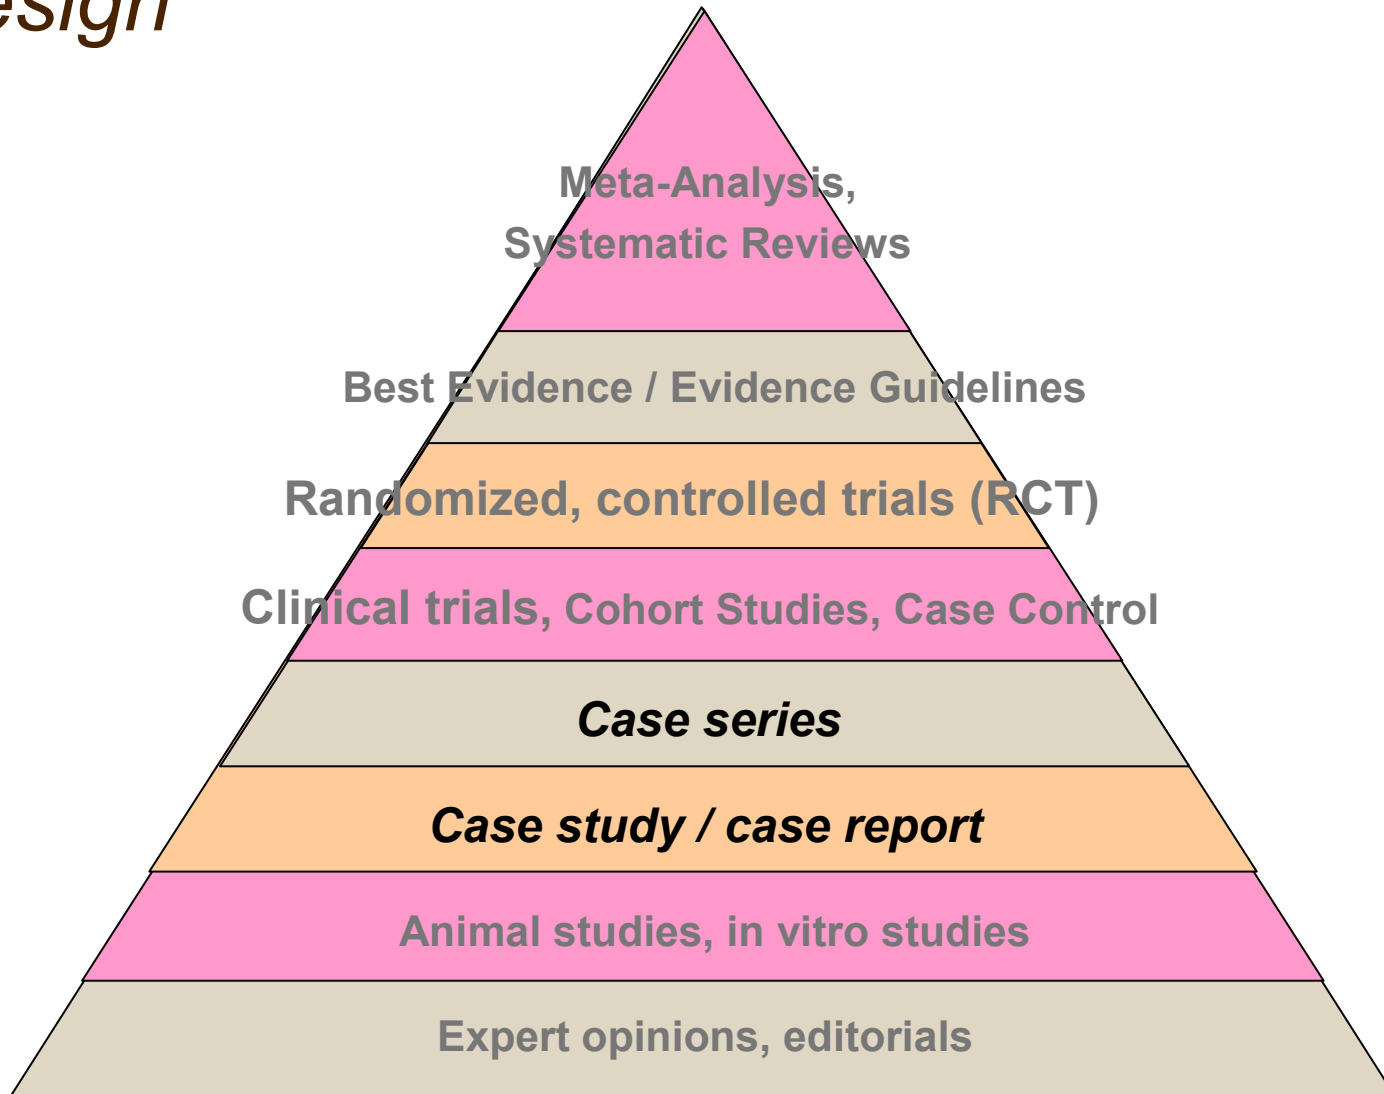 Meta-Analysis,
Systematic Reviews
Best Evidence / Evidence Guidelines
Randomized, controlled trials (RCT)
Clinical trials, Cohort Studies, Case Control
Case series
Case study / case report
Animal studies, in vitro studies
Expert opinions, editorials